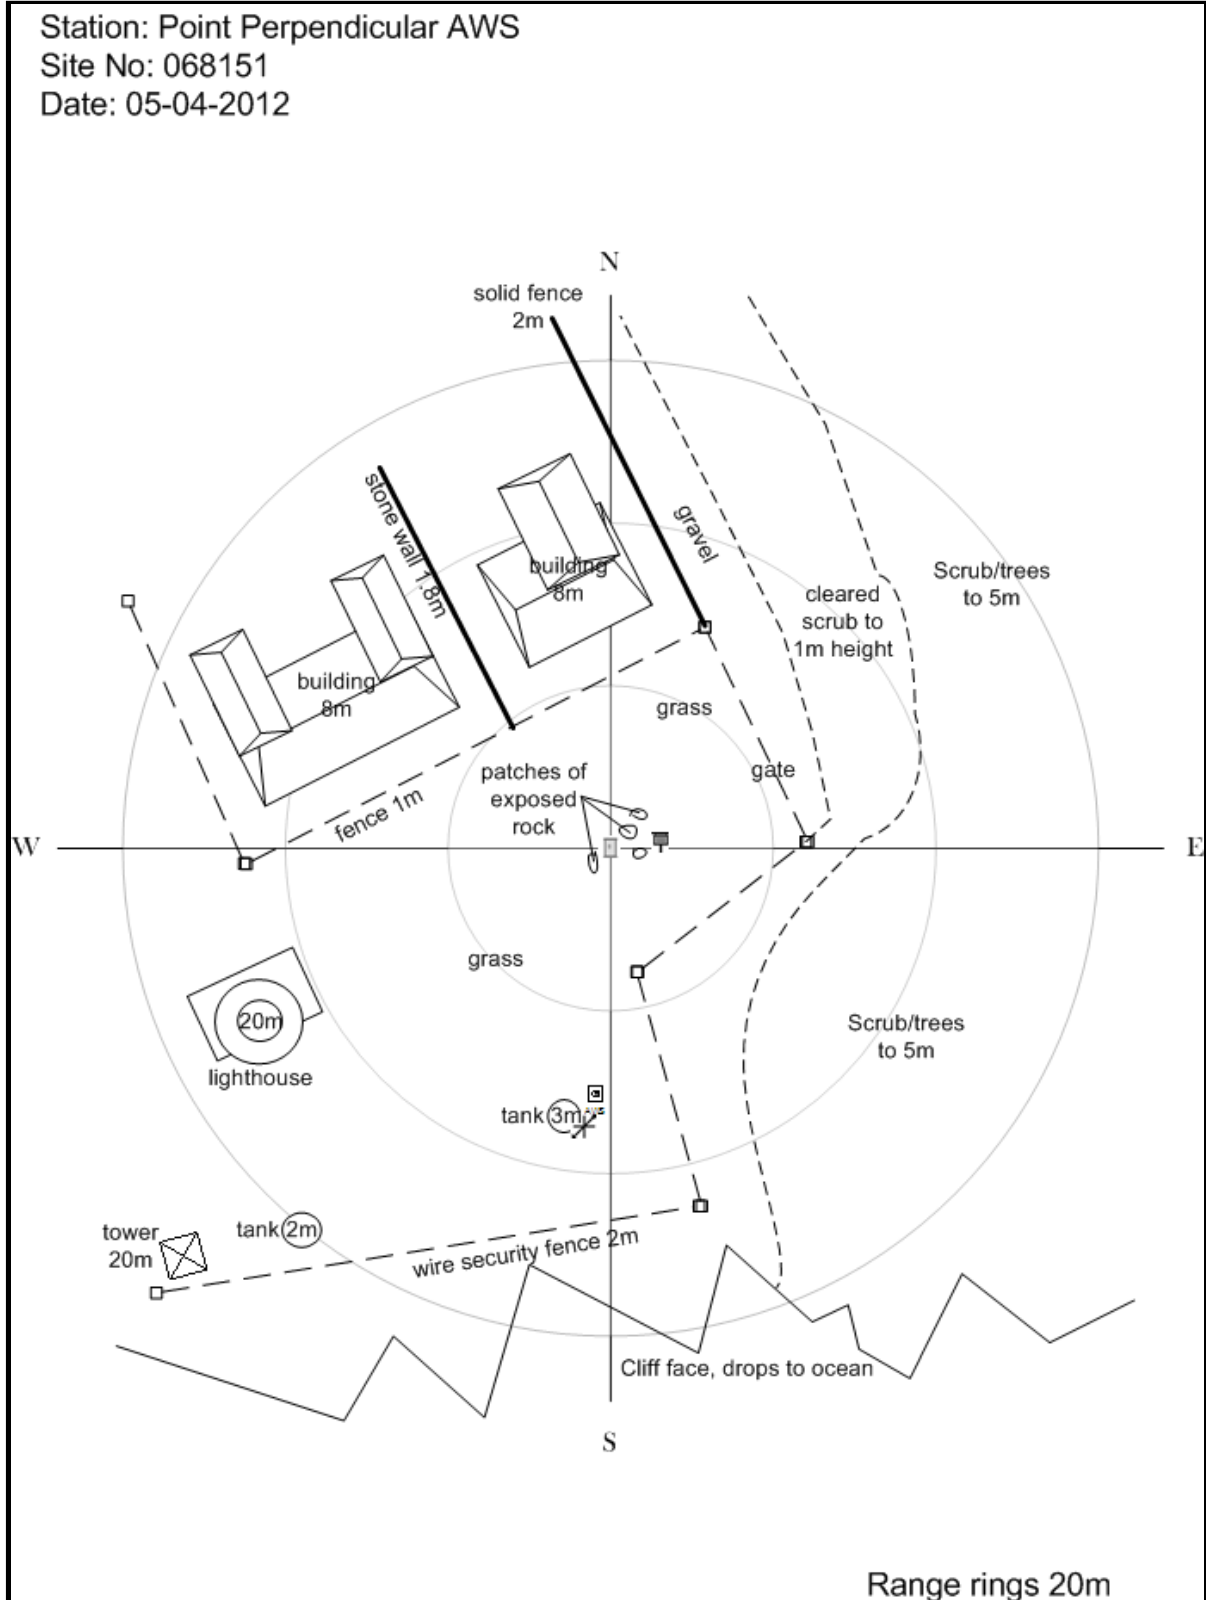 Station: Point Perpendicular AWS
Site No: 068151
Date: 05-04-2012
N
solid fence
2m
stone wall 1.8m
gravel
building
8m
Scrub/trees
to 5m
cleared
scrub to
1m height
building
8m
grass
patches of
exposed
rock
gate
fence 1m
W
E
grass
20m
lighthouse
Scrub/trees
to 5m
tank 3m
AWS
tower
20m
tank 2m
wire security fence 2m
Cliff face, drops to ocean
S
Range rings 20m